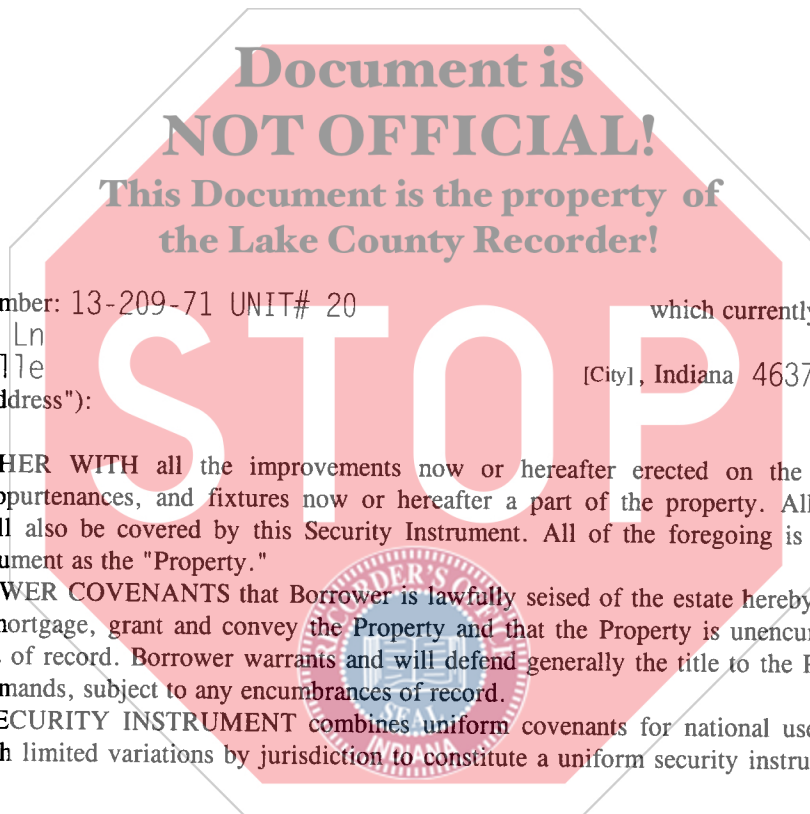 Document is
NOT OFFICIAL!
This Document is the property of
the Lake County Recorder!
mber: 13-209-71 UNIT# 20 which currently
Ln
lle [City], Indiana 4637
ddress"):
STOP
HER WITH all the improvements now or hereafter erected on the
ppurtenances, and fixtures now or hereafter a part of the property. All
ll also be covered by this Security Instrument. All of the foregoing is
ument as the "Property."
WER COVENANTS that Borrower is lawfully seised of the estate hereby
nortgage, grant and convey the Property and that the Property is unencu
of record. Borrower warrants and will defend generally the title to the
mands, subject to any encumbrances of record.
ECURITY INSTRUMENT combines uniform covenants for national use
h limited variations by jurisdiction to constitute a uniform security instru
SEAL
INDIANA